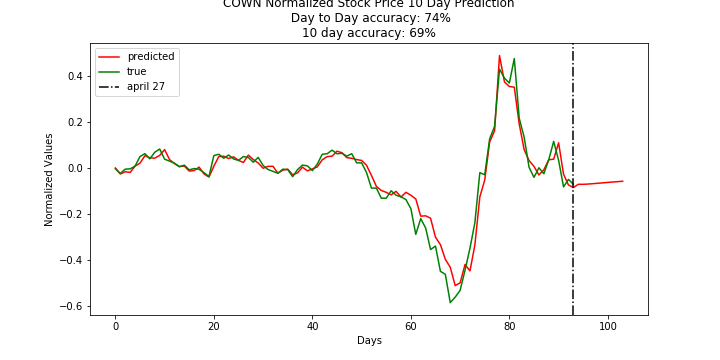 COWN Normalized Stock Price 10 Day Prediction
Day to Day accuracy: 74%
10 day accuracy: 69%
predicted
true
april 27
Normalized Values
0.4
0.2
0.0
−0.2
−0.4
−0.6
0 20 40 60 80 100
Days